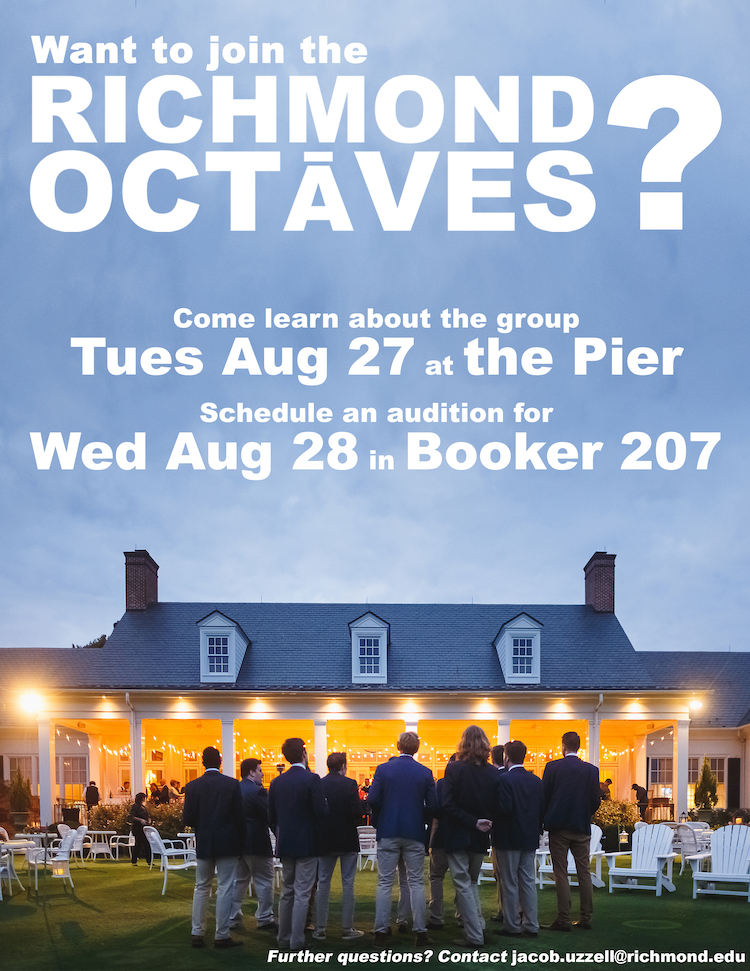 Want to join the
RICHMOND
OCTĀVES?
Come learn about the group
Tues Aug 27 at the Pier
Schedule an audition for
Wed Aug 28 in Booker 207
Further questions? Contact jacob.uzzell@richmond.edu